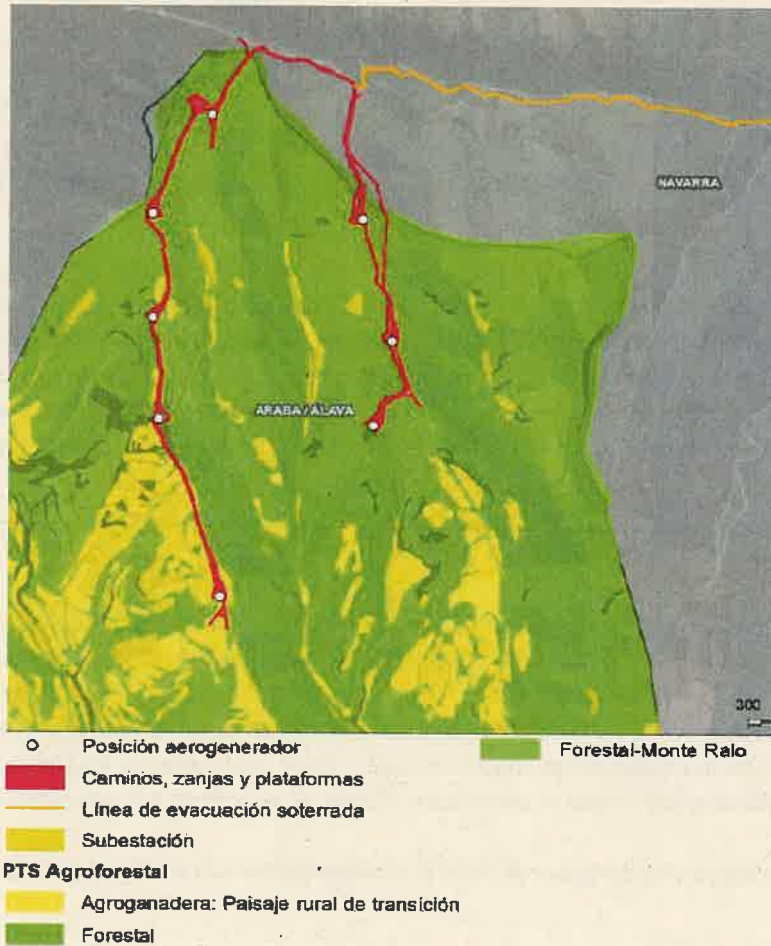 NAVARRA
ARABA / ÁLAVA
300
Posición aerogenerador
Forestal-Monte Ralo
Caminos, zanjas y plataformas
Línea de evacuación soterrada
Subestación
PTS Agroforestal
Agroganadera: Paisaje rural de transición
Forestal